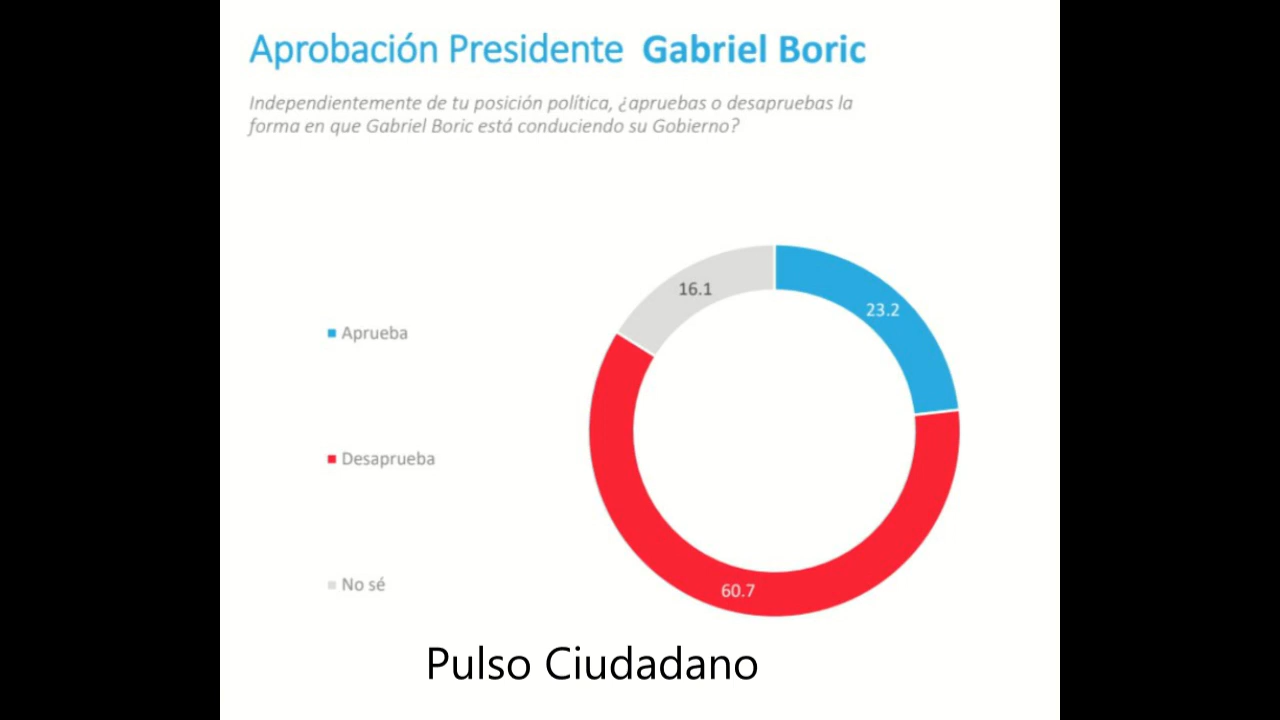 Aprobación Presidente Gabriel Boric
Independientemente de tu posición política, ¿apruebas o desapruebas la
forma en que Gabriel Boric está conduciendo su Gobierno?
16.1
23.2
Aprueba
Desaprueba
No sé
60.7
Pulso Ciudadano